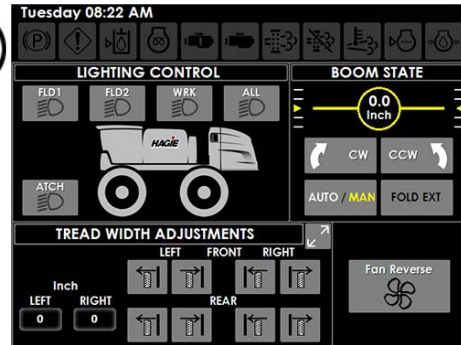 Tuesday 08:22 AM
(P)
LIGHTING CONTROL
FLD1 FLD2 WRK ALL
HAGIE
ATCH
BOOM STATE
0.0
Inch
CW CCW
AUTO / MAN FOLD EXT
TREAD WIDTH ADJUSTMENTS
LEFT FRONT RIGHT
Inch
LEFT RIGHT
0 0
REAR
Fan Reverse